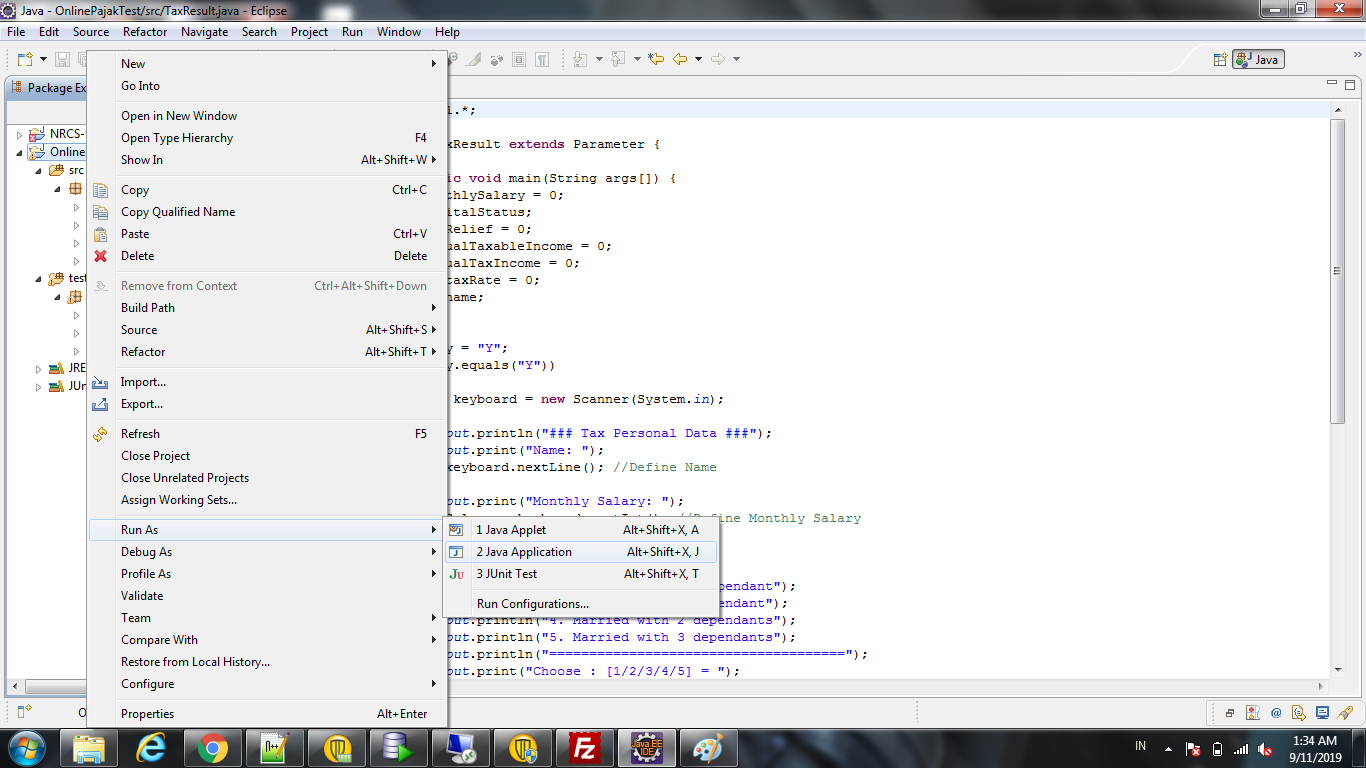 Java - OnlinePajakTest/src/TaxResult.java - Eclipse
File Edit Source Refactor Navigate Search Project Run Window Help
Java
Package Ex
NRCS-
Online
src
test
JRE
JUn
New
Go Into
Open in New Window
Open Type Hierarchy F4
Show In Alt+Shift+W
Copy Ctrl+C
Copy Qualified Name
Paste Ctrl+V
Delete Delete
Remove from Context Ctrl+Alt+Shift+Down
Build Path
Source Alt+Shift+S
Refactor Alt+Shift+T
Import...
Export...
Refresh F5
Close Project
Close Unrelated Projects
Assign Working Sets...
Run As
Debug As
Profile As
Validate
Team
Compare With
Restore from Local History...
Configure
Properties Alt+Enter
1 Java Applet Alt+Shift+X, A
2 Java Application Alt+Shift+X, J
3 JUnit Test Alt+Shift+X, T
Run Configurations...
l.*;
xResult extends Parameter {
ic void main(String args[]) {
thlySalary = 0;
italStatus;
Relief = 0;
ualTaxableIncome = 0;
ualTaxIncome = 0;
taxRate = 0;
name;
y = "Y";
y.equals("Y"))
keyboard = new Scanner(System.in);
out.println("### Tax Personal Data ###");
out.print("Name: ");
keyboard.nextLine(); //Define Name
out.print("Monthly Salary: ");
//Define Monthly Salary
pendant");
endant");
out.println("4. Married with 2 dependants");
out.println("5. Married with 3 dependants");
out.println("=====================================");
out.print("Choose : [1/2/3/4/5] = ");
O
IN
1:34 AM
9/11/2019